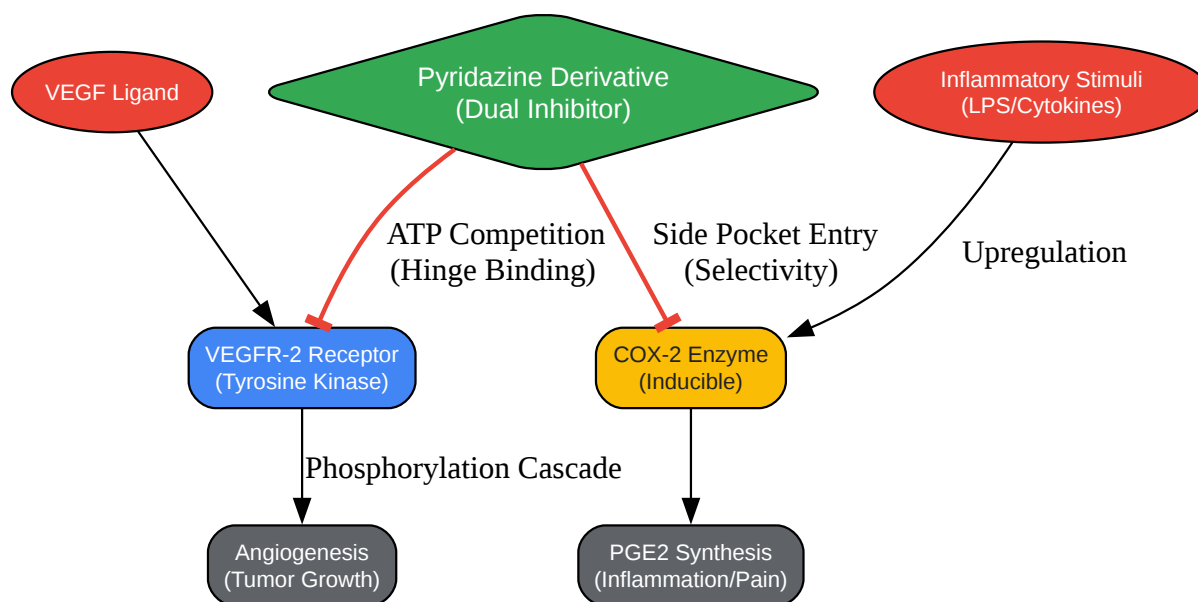 VEGF Ligand
Pyridazine Derivative
(Dual Inhibitor)
Inflammatory Stimuli
(LPS/Cytokines)
ATP Competition
(Hinge Binding)
Side Pocket Entry
(Selectivity)
Upregulation
VEGFR-2 Receptor
(Tyrosine Kinase)
COX-2 Enzyme
(Inducible)
Phosphorylation Cascade
Angiogenesis
(Tumor Growth)
PGE2 Synthesis
(Inflammation/Pain)